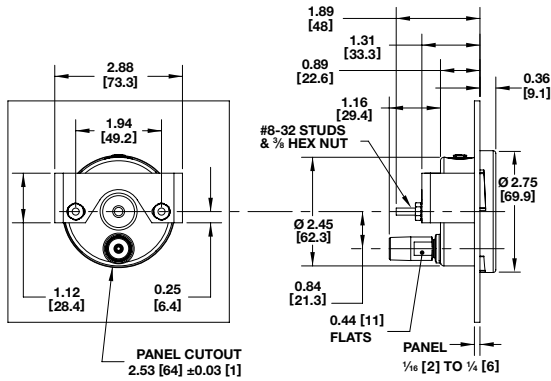 1.89
[48]
2.88
[73.3]
1.31
[33.3]
0.89
[22.6]
0.36
[9.1]
1.94
[49.2]
1.16
[29.4]
#8-32 STUDS
& ⅜ HEX NUT
Ø 2.75
[69.9]
Ø 2.45
[62.3]
1.12
[28.4]
0.25
[6.4]
0.84
[21.3]
0.44 [11]
FLATS
PANEL CUTOUT
2.53 [64] ±0.03 [1]
PANEL
¹⁄₁₆ [2] TO ¼ [6]